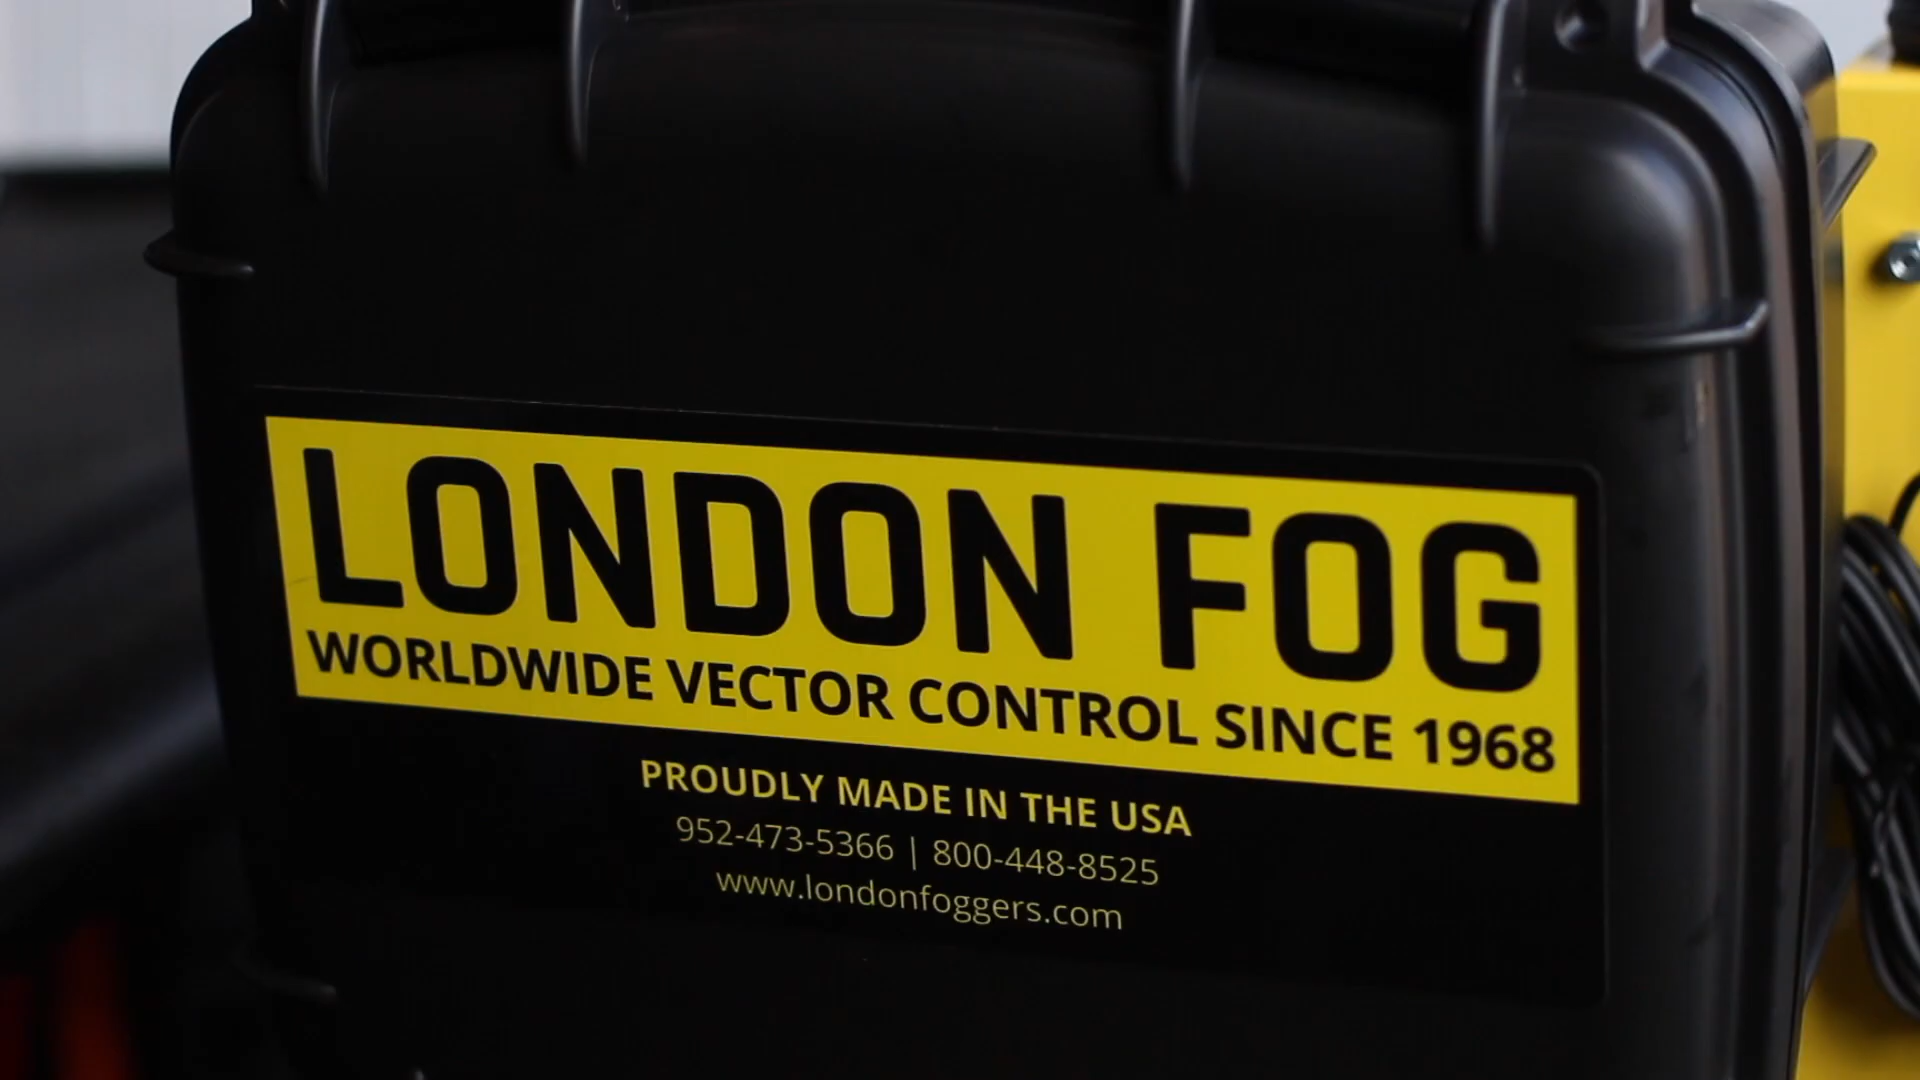 LONDON FOG
WORLDWIDE VECTOR CONTROL SINCE 1968
PROUDLY MADE IN THE USA
952-473-5366 | 800-448-8525
www.londonfoggers.com